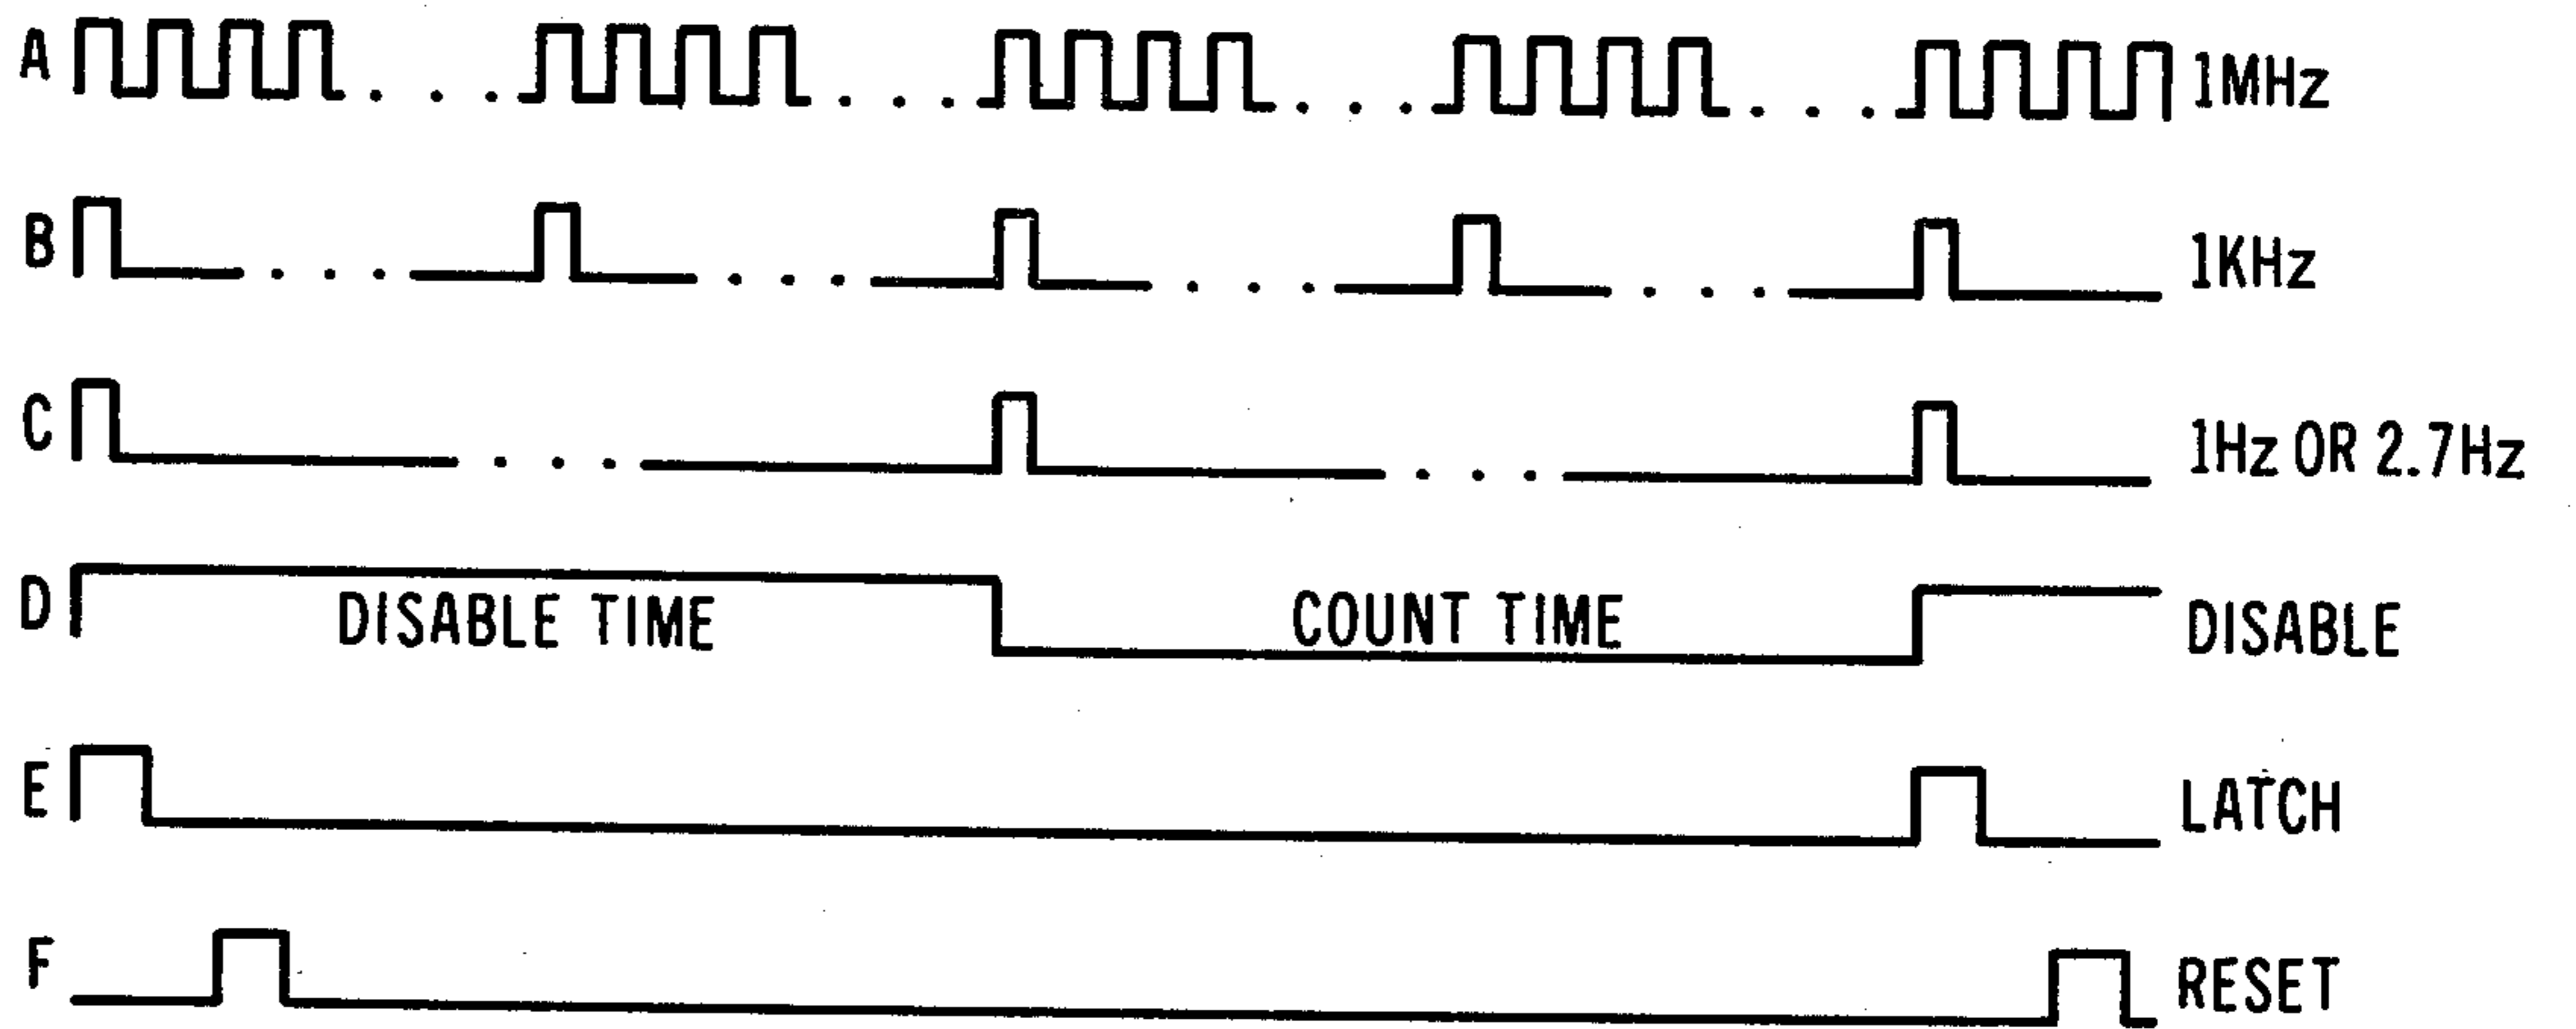 A 1MHz
B 1KHz
C 1Hz OR 2.7Hz
D DISABLE TIME COUNT TIME DISABLE
E LATCH
F RESET